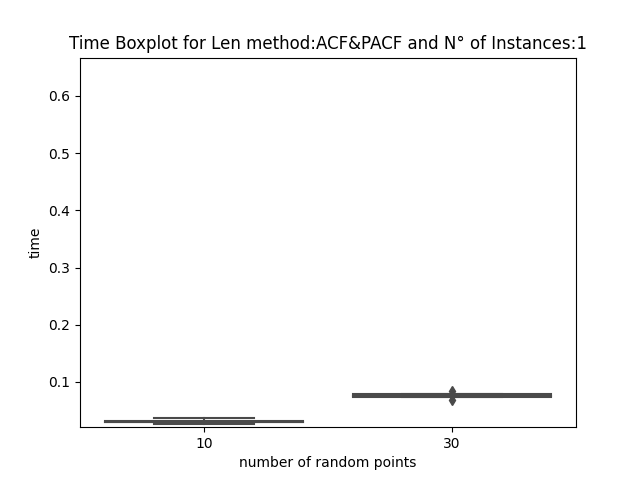 Time Boxplot for Len method:ACF&PACF and N° of Instances:1
0.6
0.5
0.4
0.3
0.2
0.1
time
10 30
number of random points